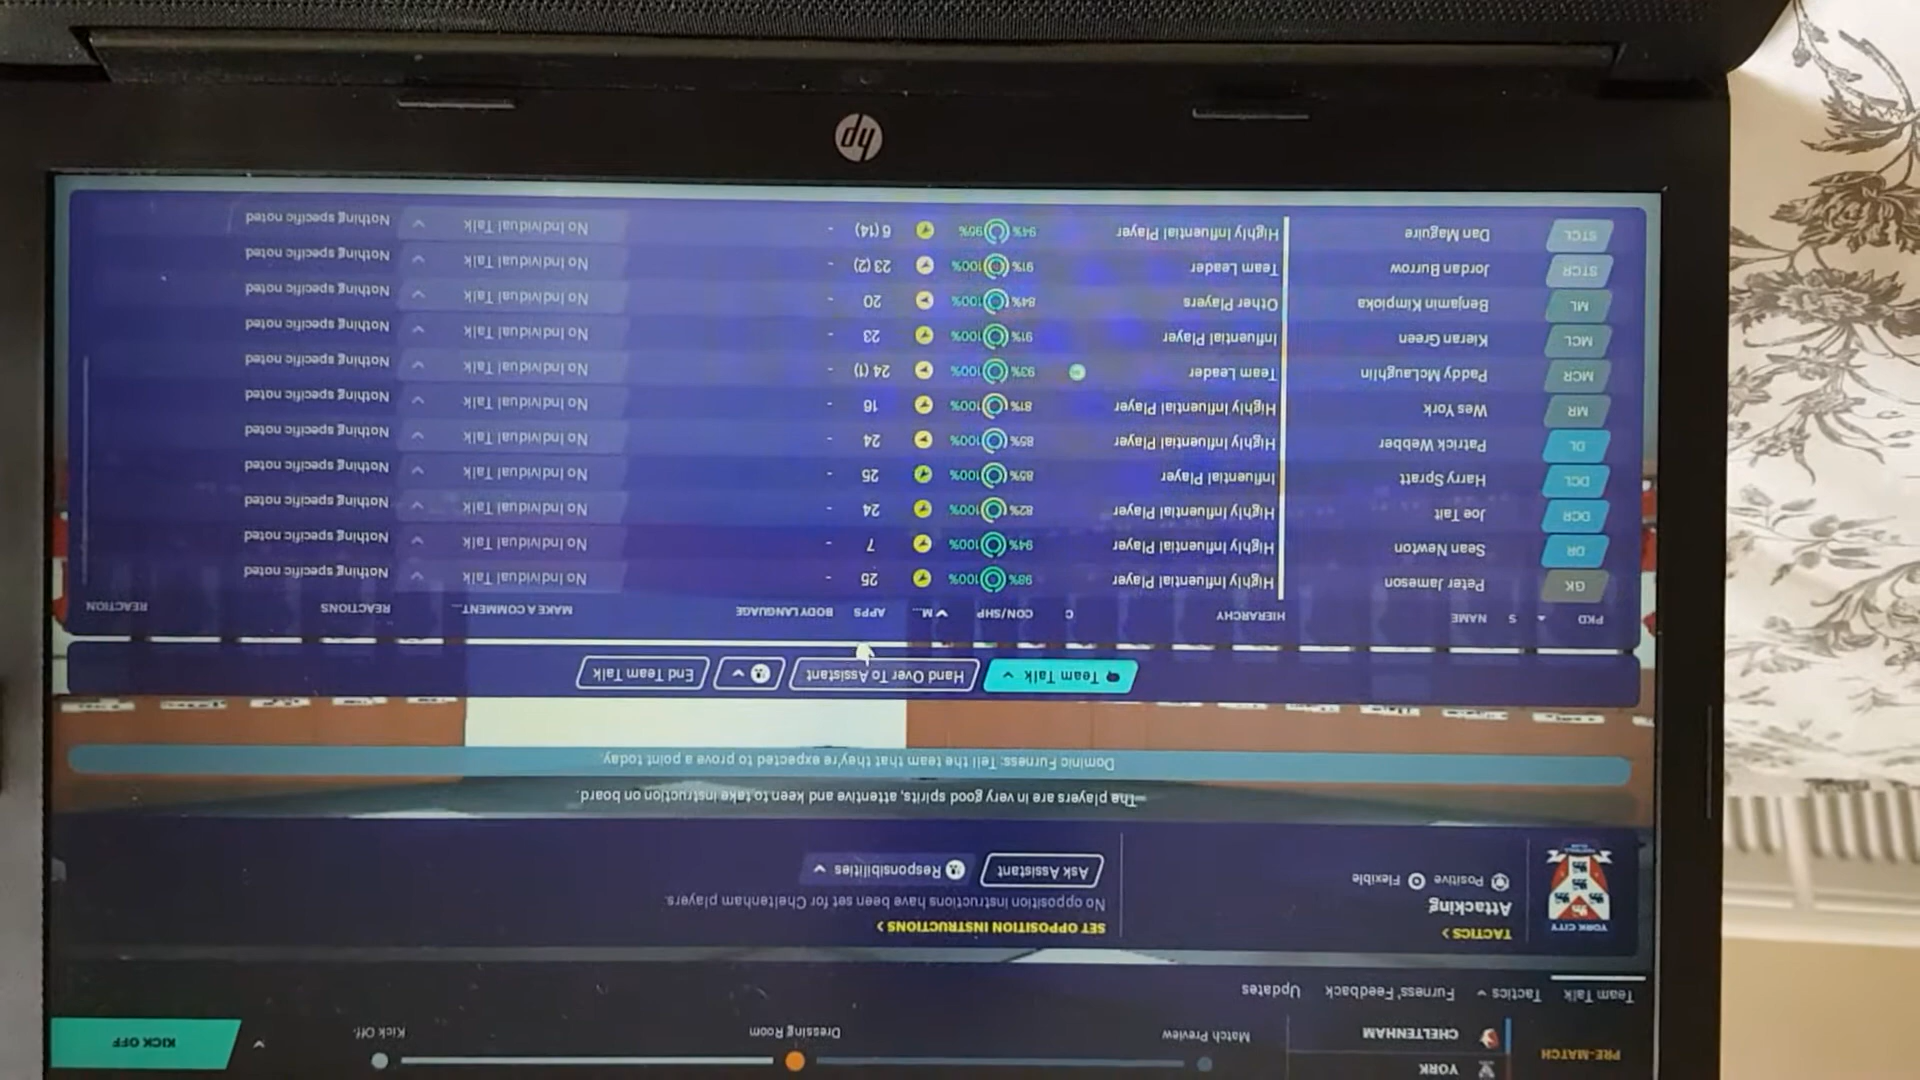 PRE-MATCH
YORK
CHELTENHAM
Match Preview
Dressing Room
Kick Off.
KICK OFF
Team Talk
Tactics
Furness' Feedback
Updates
YORK CITY
FOOTBALL CLUB
TACTICS >
Attacking
Positive Flexible
SET OPPOSITION INSTRUCTIONS >
No opposition instructions have been set for Cheltenham players.
Ask Assistant
Responsibilities
The players are in very good spirits, attentive and keen to take instruction on board.
Dominic Furness: Tell the team that they're expected to prove a point today.
Team Talk
Hand Over To Assistant
End Team Talk
PKD S NAME HIERARCHY C CON/SHP M... APPS BODY LANGUAGE MAKE A COMMENT... REACTIONS REACTION
GK Peter Jameson Highly Influential Player 98% 100% 25 - No Individual Talk Nothing specific noted
DR Sean Newton Highly Influential Player 94% 100% 7 - No Individual Talk Nothing specific noted
DCR Joe Tait Highly Influential Player 82% 100% 24 - No Individual Talk Nothing specific noted
DCL Harry Spratt Influential Player 85% 100% 25 - No Individual Talk Nothing specific noted
DL Patrick Webber Highly Influential Player 85% 100% 24 - No Individual Talk Nothing specific noted
MR Wes York Highly Influential Player 81% 100% 16 - No Individual Talk Nothing specific noted
MCR Paddy McLaughlin Team Leader 93% 100% 24 (1) - No Individual Talk Nothing specific noted
MCL Kieran Green Influential Player 91% 100% 23 - No Individual Talk Nothing specific noted
ML Benjamin Kimpioka Other Players 84% 100% 20 - No Individual Talk Nothing specific noted
STCR Jordan Burrow Team Leader 91% 100% 23 (2) - No Individual Talk Nothing specific noted
STCL Dan Maguire Highly Influential Player 94% 95% 6 (14) - No Individual Talk Nothing specific noted
hp